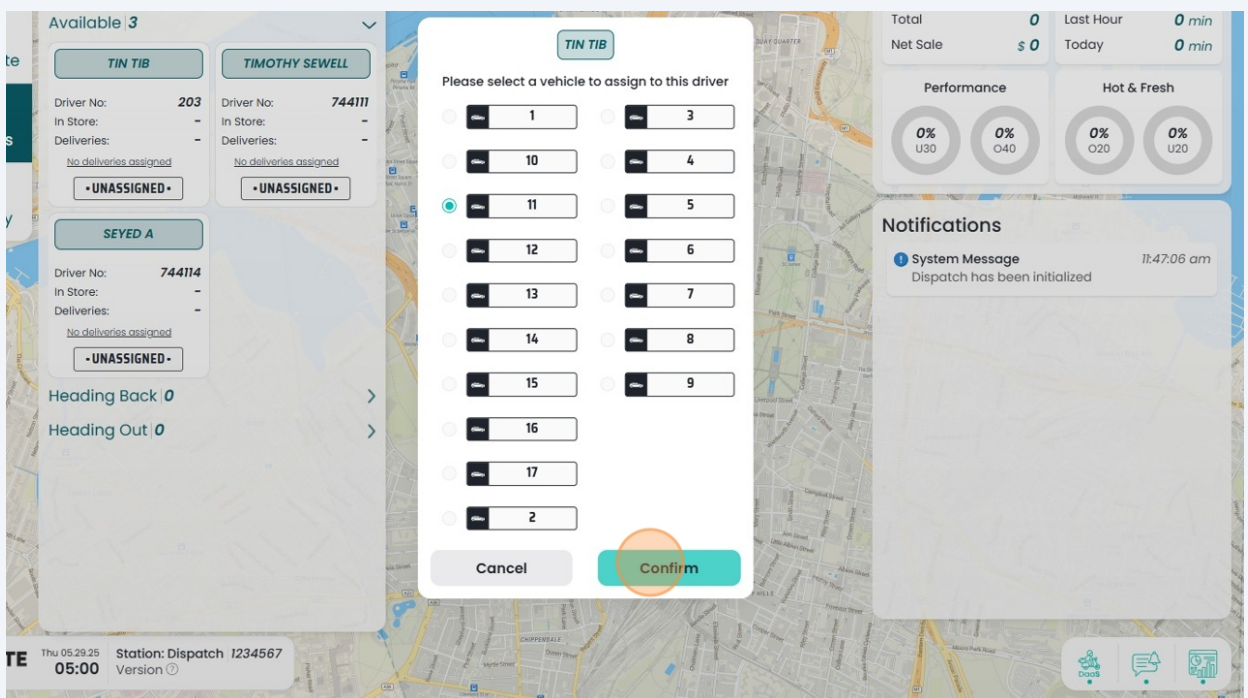 Available 3
TIN TIB
Driver No: 203
In Store: -
Deliveries: -
No deliveries assigned
• UNASSIGNED •
TIMOTHY SEWELL
Driver No: 744111
In Store: -
Deliveries: -
No deliveries assigned
• UNASSIGNED •
SEYED A
Driver No: 744114
In Store: -
Deliveries: -
No deliveries assigned
• UNASSIGNED •
Heading Back 0
Heading Out 0
TIN TIB
Please select a vehicle to assign to this driver
1
10
11
12
13
14
15
16
17
2
3
4
5
6
7
8
9
Cancel
Confirm
Total 0
Net Sale $ 0
Last Hour 0 min
Today 0 min
Performance
0% U30
0% O40
Hot & Fresh
0% O20
0% U20
Notifications
System Message 11:47:06 am
Dispatch has been initialized
TE
Thu 05.29.25
05:00
Station: Dispatch 1234567
Version
DaaS
CHIPPENDALE